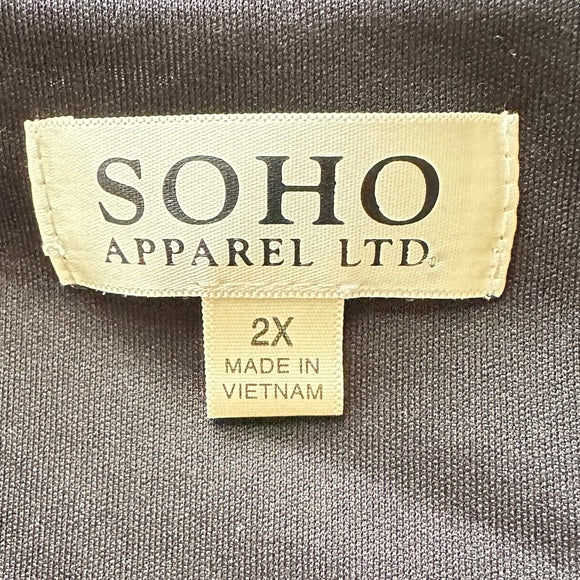 SOHO
APPAREL LTD.
2X
MADE IN
VIETNAM